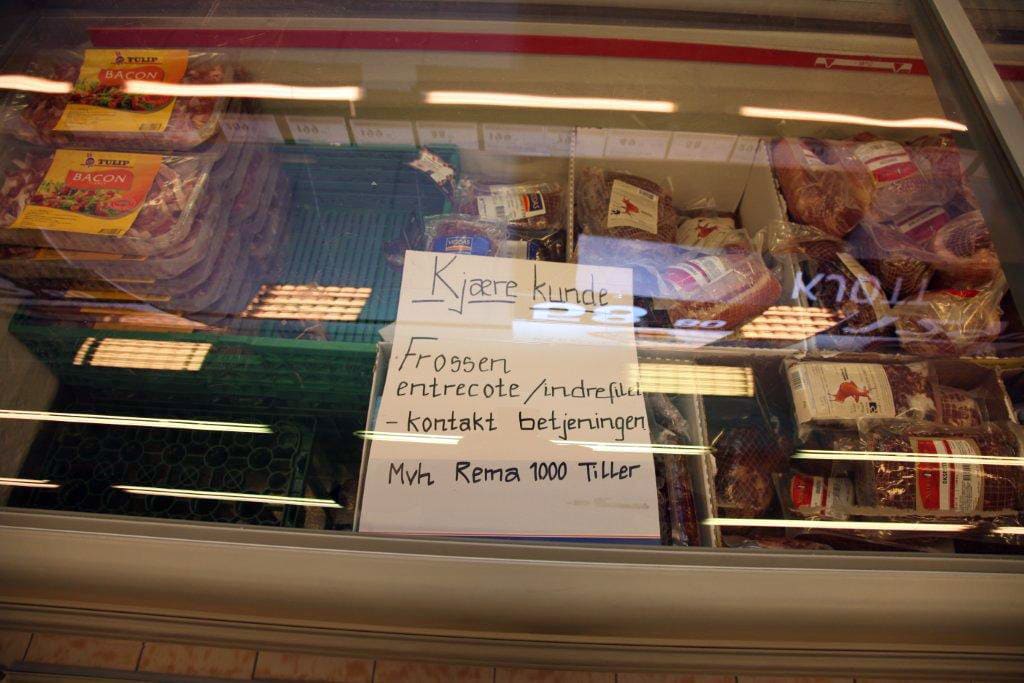 TULIP
BACON
TULIP
BACON
Kjære kunde
Frossen
entrecote/indrefilet
- kontakt betjeningen
Mvh Rema 1000 Tiller